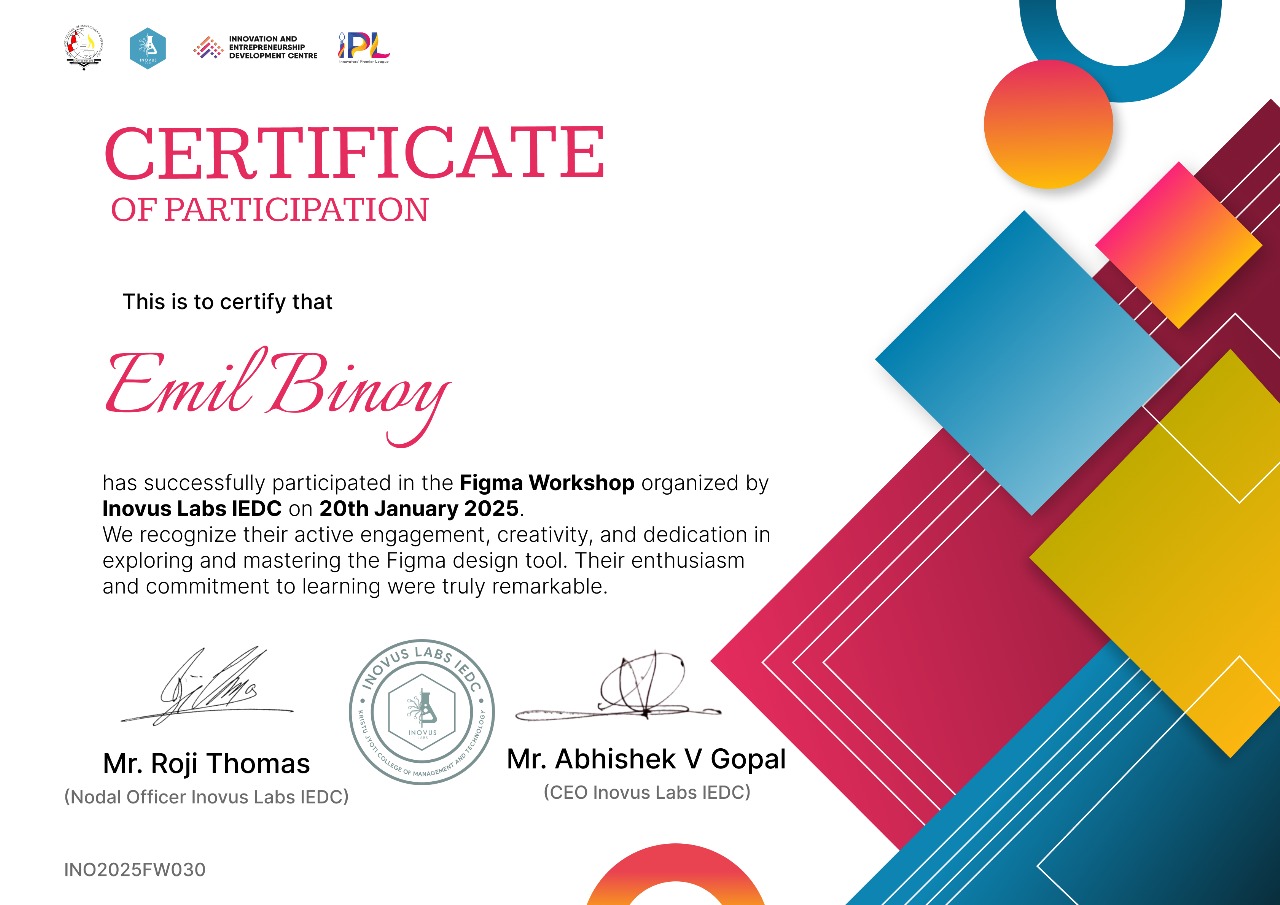 INOVUS
INNOVATION AND
ENTREPRENEURSHIP
DEVELOPMENT CENTRE
iPL
CERTIFICATE
OF PARTICIPATION
This is to certify that
Emil Binoy
has successfully participated in the Figma Workshop organized by
Inovus Labs IEDC on 20th January 2025.
We recognize their active engagement, creativity, and dedication in
exploring and mastering the Figma design tool. Their enthusiasm
and commitment to learning were truly remarkable.
INOVUS LABS IEDC
INOVUS
LABS
KRISTU JYOTI COLLEGE OF MANAGEMENT AND TECHNOLOGY
Mr. Roji Thomas
(Nodal Officer Inovus Labs IEDC)
Mr. Abhishek V Gopal
(CEO Inovus Labs IEDC)
INO2025FW030